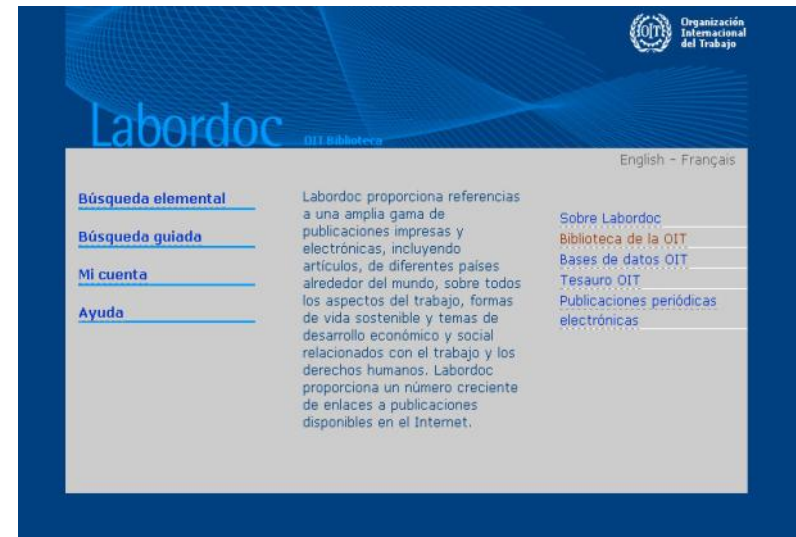 OIT
Organización
Internacional
del Trabajo
Labordoc OIT Biblioteca
English - Français
Búsqueda elemental
Búsqueda guiada
Mi cuenta
Ayuda
Labordoc proporciona referencias
a una amplia gama de
publicaciones impresas y
electrónicas, incluyendo
artículos, de diferentes países
alrededor del mundo, sobre todos
los aspectos del trabajo, formas
de vida sostenible y temas de
desarrollo económico y social
relacionados con el trabajo y los
derechos humanos. Labordoc
proporciona un número creciente
de enlaces a publicaciones
disponibles en el Internet.
Sobre Labordoc
Biblioteca de la OIT
Bases de datos OIT
Tesauro OIT
Publicaciones periódicas
electrónicas